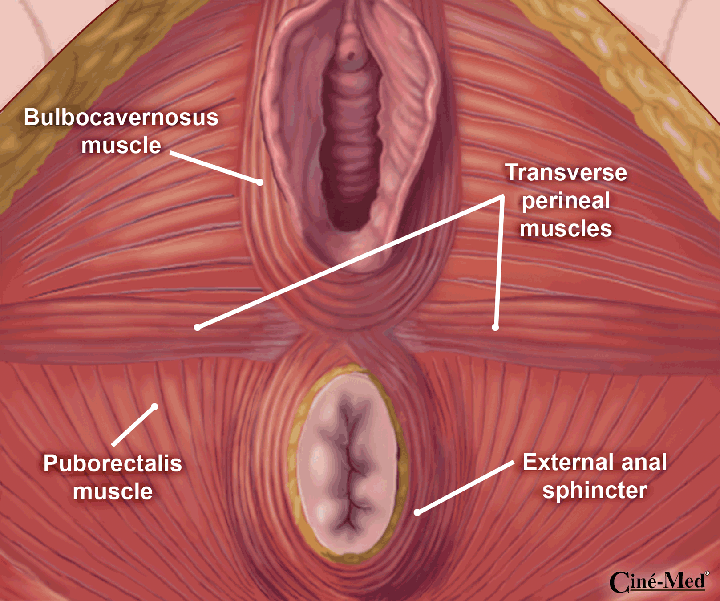 Bulbocavernosus
muscle
Transverse
perineal
muscles
Puborectalis
muscle
External anal
sphincter
Ciné-Med®